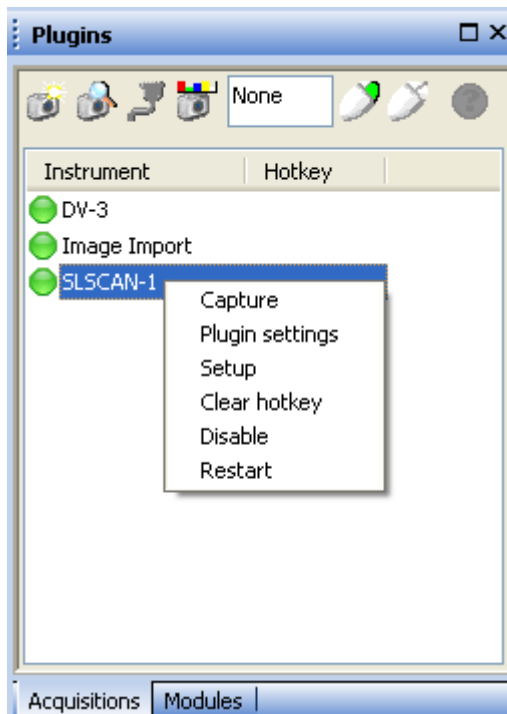 Plugins
None
Instrument Hotkey
DV-3
Image Import
SLSCAN-1
Capture
Plugin settings
Setup
Clear hotkey
Disable
Restart
Acquisitions Modules